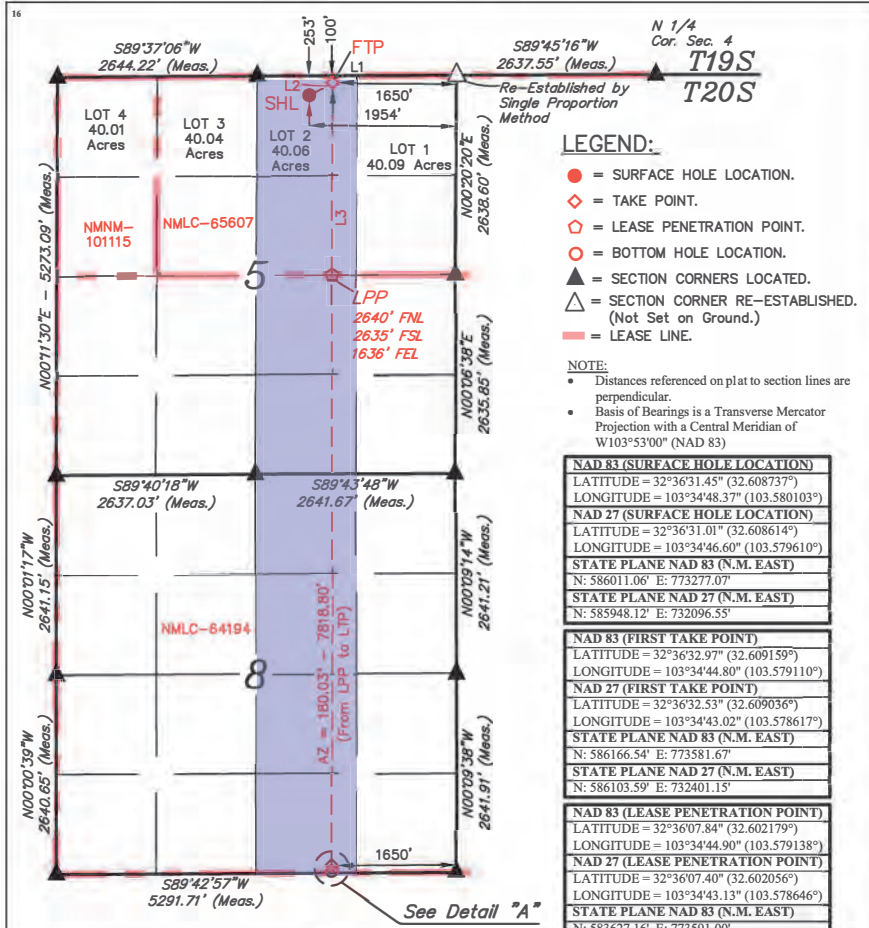 16
S89°37'06"W
2644.22' (Meas.)
253'
100'
FTP
L1
L2
SHL
S89°45'16"W
2637.55' (Meas.)
N 1/4
Cor. Sec. 4
T19S
T20S
1650'
1954'
Re-Established by
Single Proportion
Method
LOT 4
40.01
Acres
LOT 3
40.04
Acres
LOT 2
40.06
Acres
LOT 1
40.09 Acres
N00°20'20"E
2638.60' (Meas.)
L3
NMNM-
101115
NMLC-65607
5
LPP
2640' FNL
2635' FSL
1636' FEL
N00°11'30"E - 5273.09' (Meas.)
N00°06'38"E
2635.85' (Meas.)
S89°40'18"W
2637.03' (Meas.)
S89°43'48"W
2641.67' (Meas.)
N00°01'17"W
2641.15' (Meas.)
N00°09'14"W
2641.21' (Meas.)
NMLC-64194
8
AZ = 180.03° - 7818.80'
(From LPP to LTP)
N00°00'39"W
2640.65' (Meas.)
N00°09'38"W
2641.91' (Meas.)
1650'
S89°42'57"W
5291.71' (Meas.)
See Detail "A"
LEGEND:
= SURFACE HOLE LOCATION.
= TAKE POINT.
= LEASE PENETRATION POINT.
= BOTTOM HOLE LOCATION.
= SECTION CORNERS LOCATED.
= SECTION CORNER RE-ESTABLISHED.
(Not Set on Ground.)
= LEASE LINE.
NOTE:
• Distances referenced on plat to section lines are
perpendicular.
• Basis of Bearings is a Transverse Mercator
Projection with a Central Meridian of
W103°53'00" (NAD 83)
NAD 83 (SURFACE HOLE LOCATION)
LATITUDE = 32°36'31.45" (32.608737°)
LONGITUDE = 103°34'48.37" (103.580103°)
NAD 27 (SURFACE HOLE LOCATION)
LATITUDE = 32°36'31.01" (32.608614°)
LONGITUDE = 103°34'46.60" (103.579610°)
STATE PLANE NAD 83 (N.M. EAST)
N: 586011.06' E: 773277.07'
STATE PLANE NAD 27 (N.M. EAST)
N: 585948.12' E: 732096.55'
NAD 83 (FIRST TAKE POINT)
LATITUDE = 32°36'32.97" (32.609159°)
LONGITUDE = 103°34'44.80" (103.579110°)
NAD 27 (FIRST TAKE POINT)
LATITUDE = 32°36'32.53" (32.609036°)
LONGITUDE = 103°34'43.02" (103.578617°)
STATE PLANE NAD 83 (N.M. EAST)
N: 586166.54' E: 773581.67'
STATE PLANE NAD 27 (N.M. EAST)
N: 586103.59' E: 732401.15'
NAD 83 (LEASE PENETRATION POINT)
LATITUDE = 32°36'07.84" (32.602179°)
LONGITUDE = 103°34'44.90" (103.579138°)
NAD 27 (LEASE PENETRATION POINT)
LATITUDE = 32°36'07.40" (32.602056°)
LONGITUDE = 103°34'43.13" (103.578646°)
STATE PLANE NAD 83 (N.M. EAST)